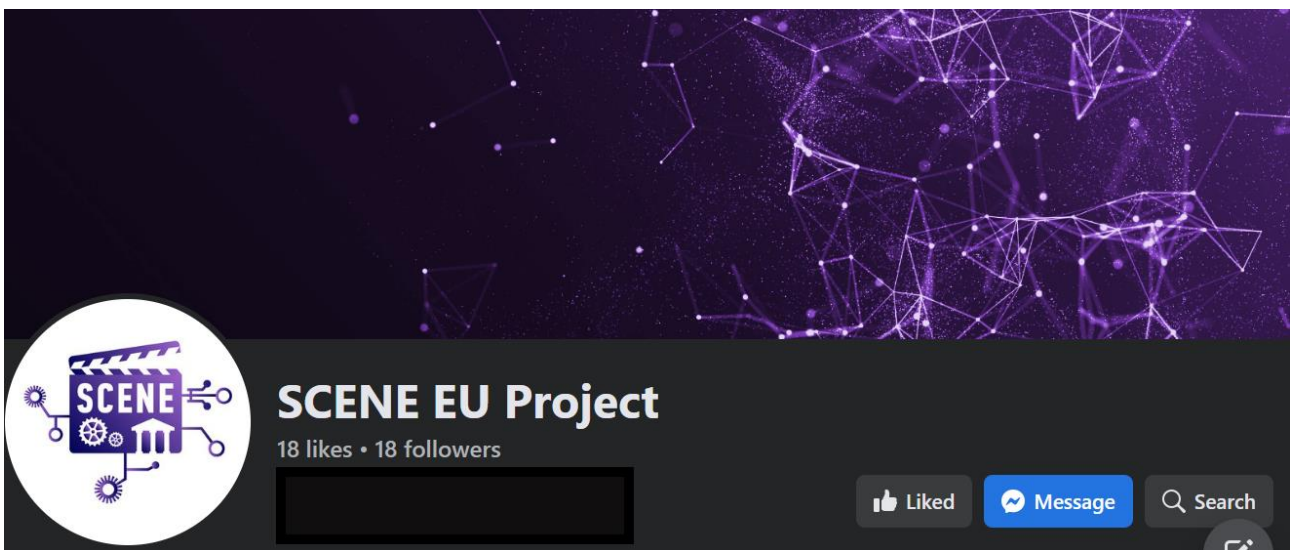 SCENE
SCENE EU Project
18 likes • 18 followers
Liked
Message
Search